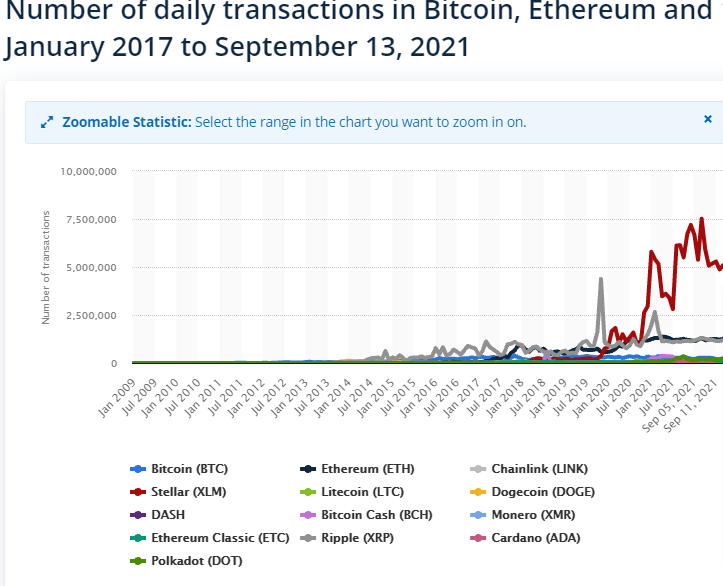 Number of daily transactions in Bitcoin, Ethereum and
January 2017 to September 13, 2021
Zoomable Statistic: Select the range in the chart you want to zoom in on.
×
Number of transactions
10,000,000
7,500,000
5,000,000
2,500,000
0
Jan 2009
Jul 2009
Jan 2010
Jul 2010
Jan 2011
Jul 2011
Jan 2012
Jul 2012
Jan 2013
Jul 2013
Jan 2014
Jul 2014
Jan 2015
Jul 2015
Jan 2016
Jul 2016
Jan 2017
Jul 2017
Jan 2018
Jul 2018
Jan 2019
Jul 2019
Jan 2020
Jul 2020
Jan 2021
Jul 2021
Sep 05, 2021
Sep 11, 2021
Bitcoin (BTC) Ethereum (ETH) Chainlink (LINK)
Stellar (XLM) Litecoin (LTC) Dogecoin (DOGE)
DASH Bitcoin Cash (BCH) Monero (XMR)
Ethereum Classic (ETC) Ripple (XRP) Cardano (ADA)
Polkadot (DOT)